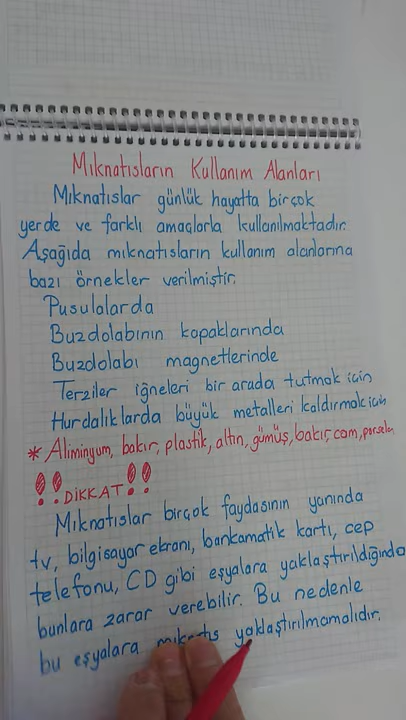 Mıknatısların Kullanım Alanları
Mıknatıslar günlük hayatta birçok
yerde ve farklı amaçlarla kullanılmaktadır.
Aşağıda mıknatısların kullanım alanlarına
bazı örnekler verilmiştir.
Pusulalarda
Buzdolabının kapaklarında
Buzdolabı magnetlerinde
Terziler iğneleri bir arada tutmak için
Hurdalıklarda büyük metalleri kaldırmak için
* Aliminyum, bakır, plastik, altın, gümüş, bakır, cam, porselen
!! DİKKAT !!
Mıknatıslar birçok faydasının yanında
tv, bilgisayar ekranı, bankamatik kartı, cep
telefonu, CD gibi eşyalara yaklaştırıldığında
bunlara zarar verebilir. Bu nedenle
bu eşyalara mıknatıs yaklaştırılmamalıdır.